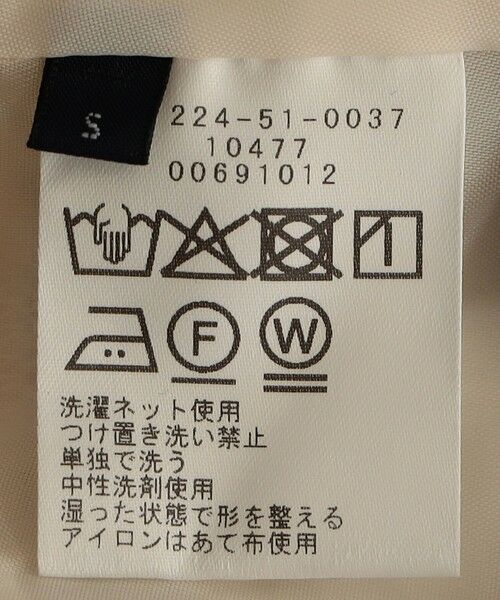 S
224-51-0037
10477
00691012
F
W
洗濯ネット使用
つけ置き洗い禁止
単独で洗う
中性洗剤使用
湿った状態で形を整える
アイロンはあて布使用